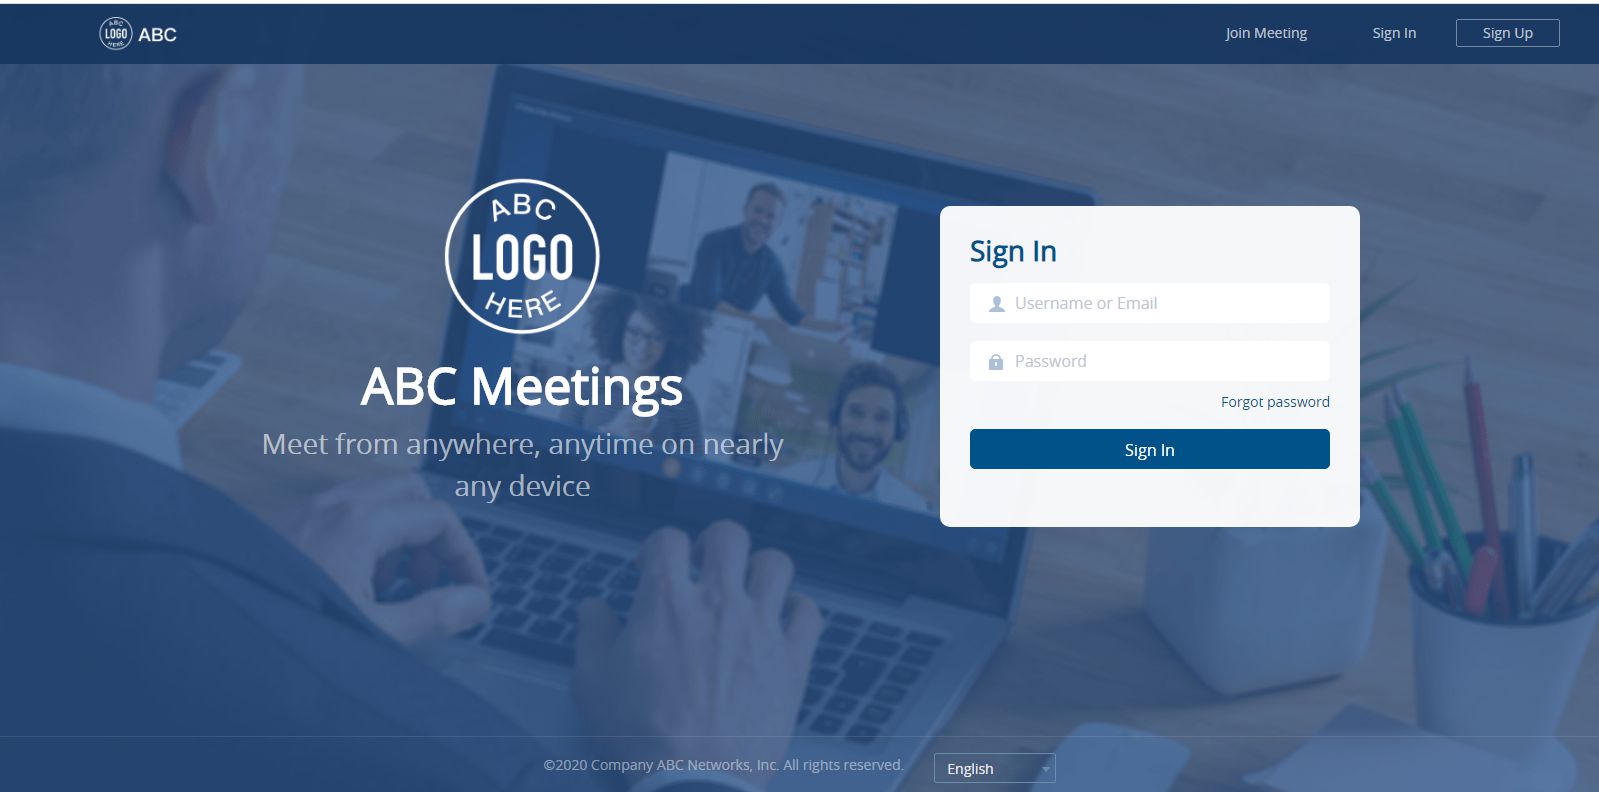 ABC
LOGO
HERE
ABC
Join Meeting
Sign In
Sign Up
ABC
LOGO
HERE
ABC Meetings
Meet from anywhere, anytime on nearly
any device
Sign In
Username or Email
Password
Forgot password
Sign In
©2020 Company ABC Networks, Inc. All rights reserved.
English